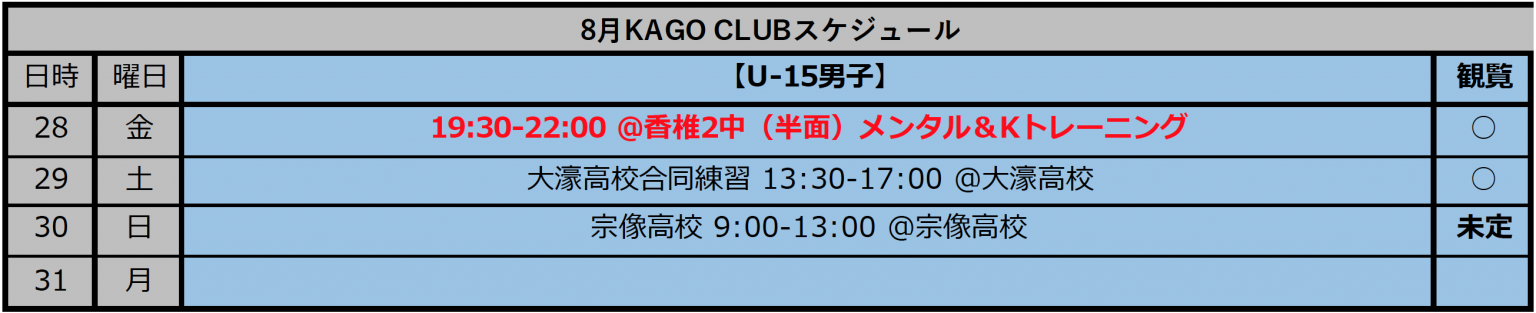 8月KAGO CLUBスケジュール
日時 曜日 【U-15男子】 観覧
28 金 19:30-22:00 @香椎2中（半面）メンタル＆Kトレーニング ○
29 土 大濠高校合同練習 13:30-17:00 @大濠高校 ○
30 日 宗像高校 9:00-13:00 @宗像高校 未定
31 月